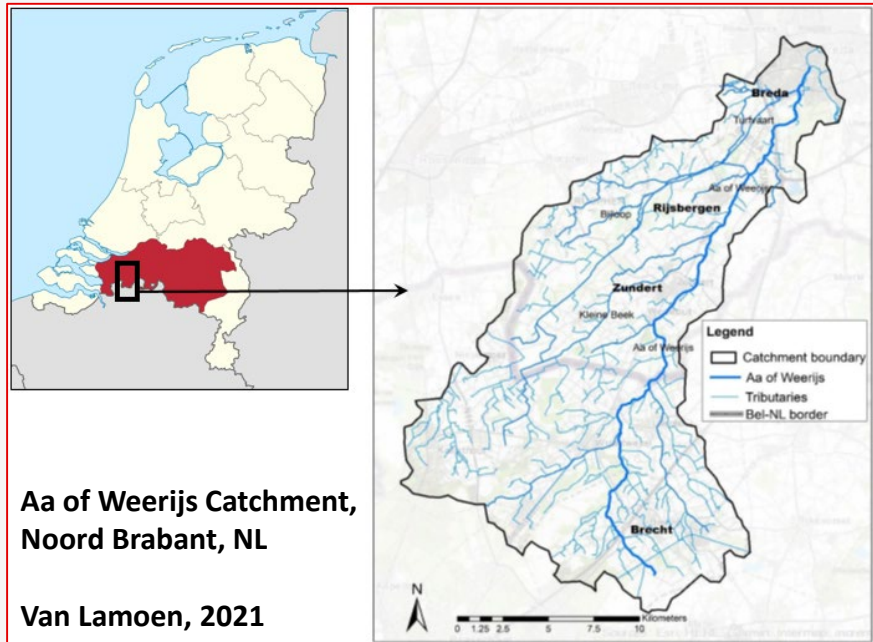 Breda
Turfvaart
Aa of Weerijs
Rijsbergen
Bijloop
Zundert
Kleine Beek
Aa of Weerijs
Legend
Catchment boundary
Aa of Weerijs
Tributaries
Bel-NL border
Brecht
N
Kilometers
0 1.25 2.5 5 7.5 10
Aa of Weerijs Catchment,
Noord Brabant, NL
Van Lamoen, 2021